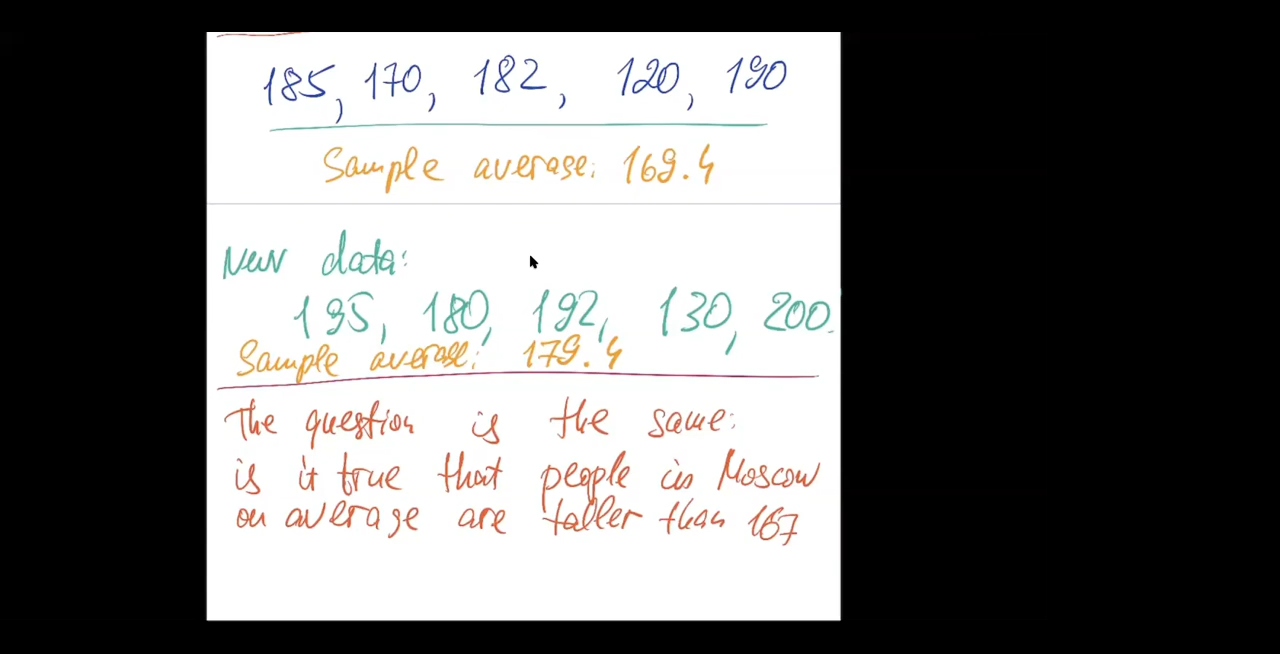 185, 170, 182, 120, 190
Sample average: 169.4
New data:
195, 180, 192, 130, 200.
Sample average: 179.4
The question is the same:
is it true that people in Moscow
on average are taller than 167